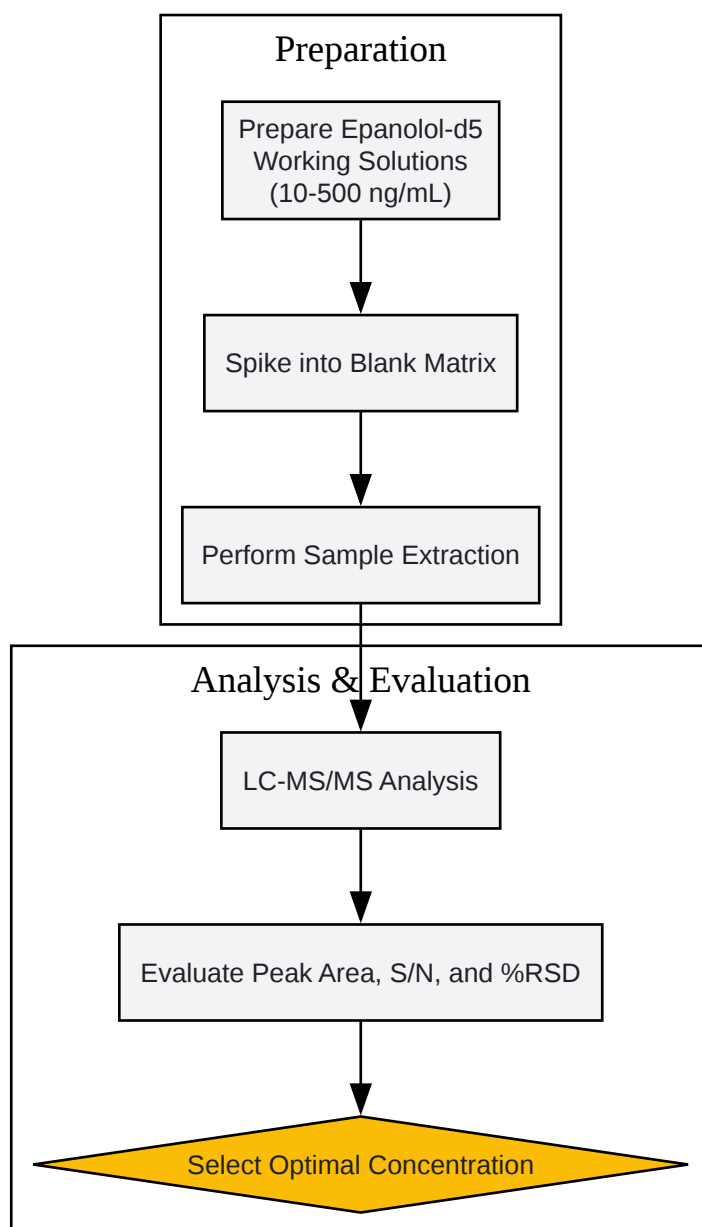 Preparation
Prepare Epanolol-d5
Working Solutions
(10-500 ng/mL)
Spike into Blank Matrix
Perform Sample Extraction
Analysis & Evaluation
LC-MS/MS Analysis
Evaluate Peak Area, S/N, and %RSD
Select Optimal Concentration